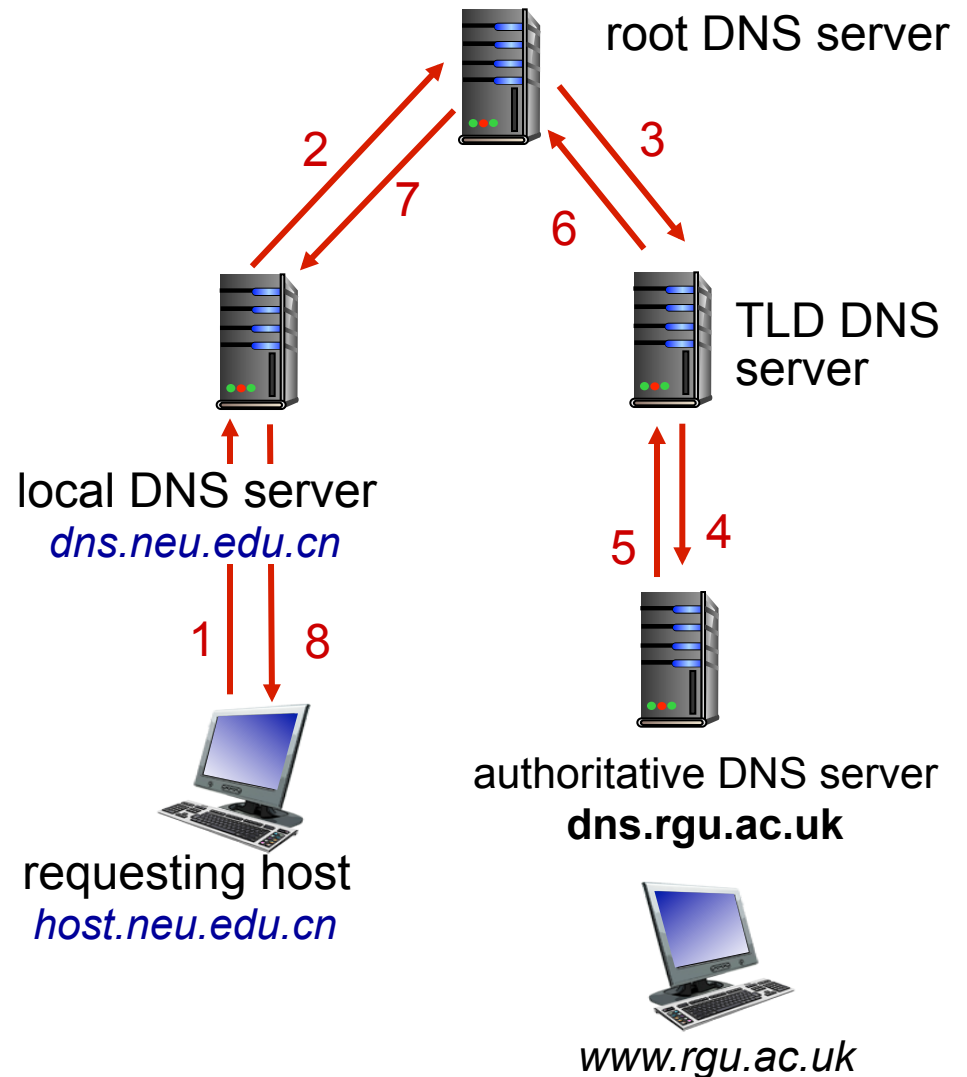 root DNS server
2
3
7
6
TLD DNS
server
local DNS server
dns.neu.edu.cn
5
4
1
8
authoritative DNS server
dns.rgu.ac.uk
requesting host
host.neu.edu.cn
www.rgu.ac.uk